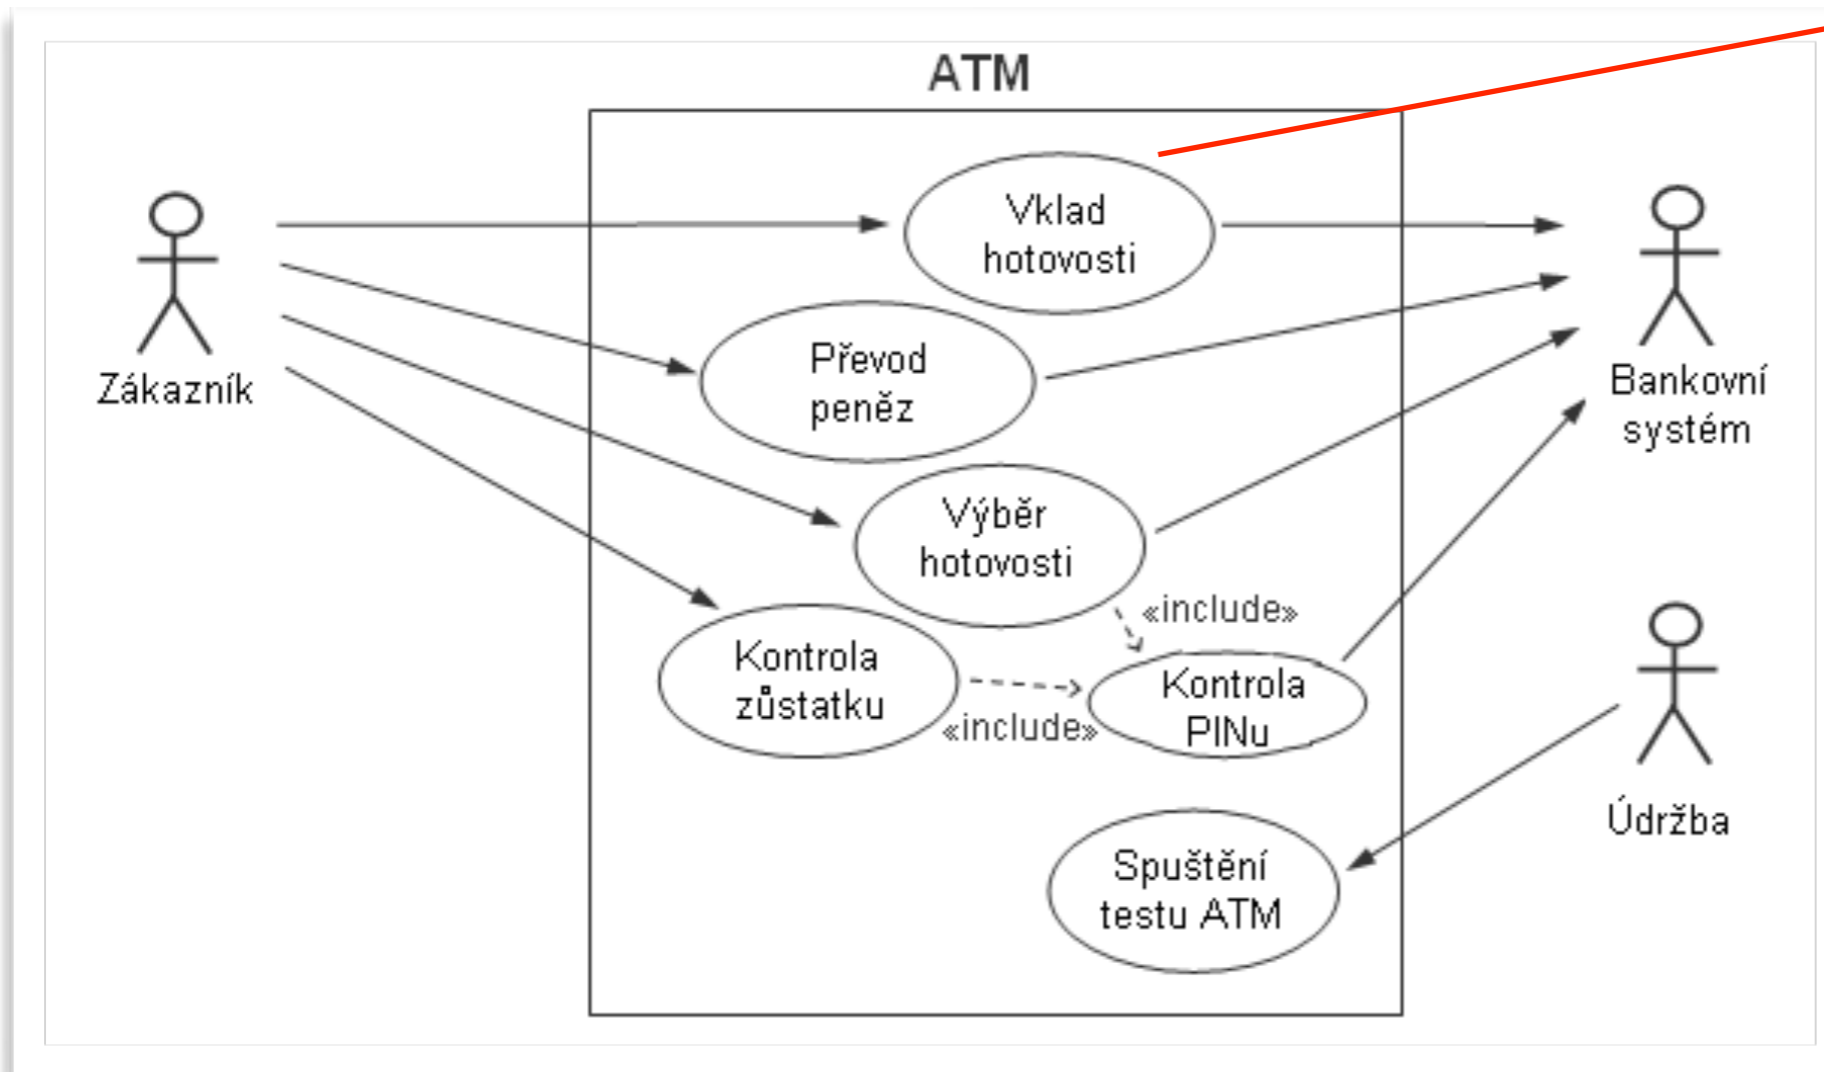 ATM
Vklad
hotovosti
Převod
peněz
Zákazník
Bankovní
systém
Výběr
hotovosti
«include»
Kontrola
zůstatku
«include»
Kontrola
PINu
Údržba
Spuštění
testu ATM